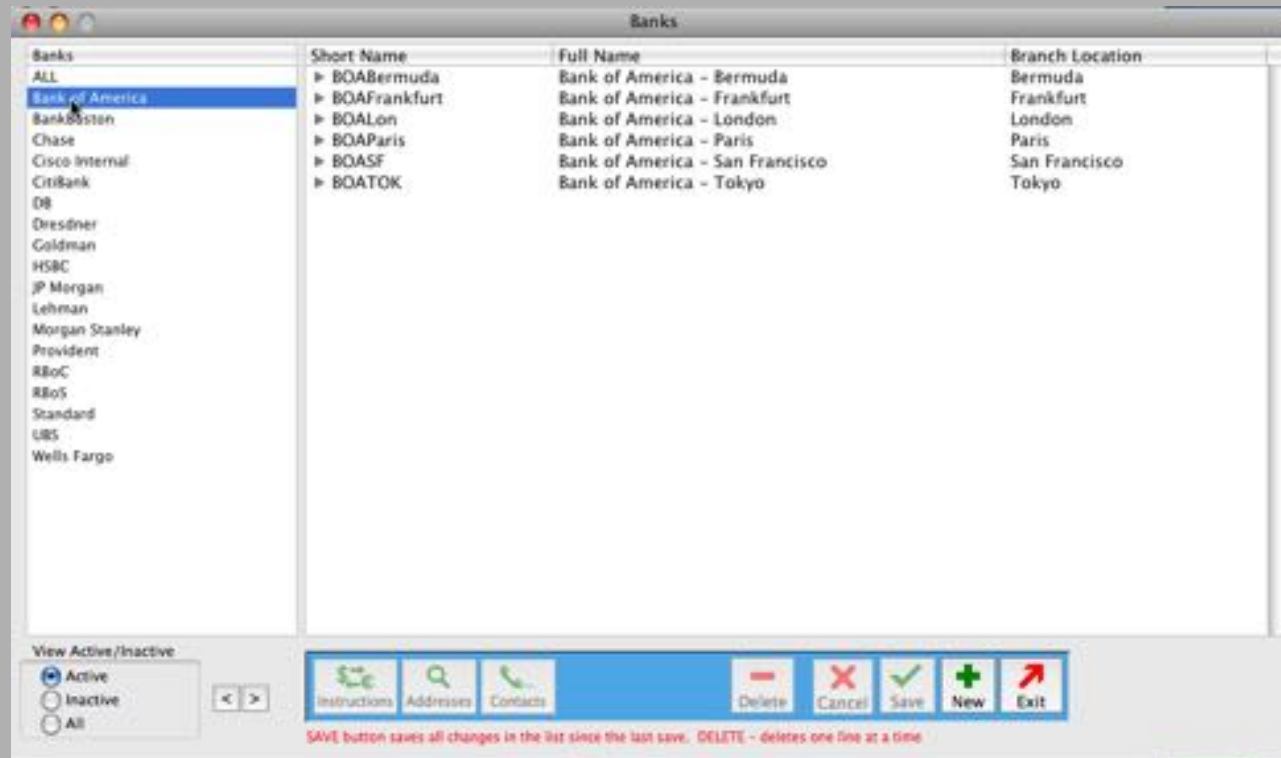 Banks
Banks
ALL
Bank of America
BankBoston
Chase
Cisco Internal
CitiBank
DB
Dresdner
Goldman
HSBC
JP Morgan
Lehman
Morgan Stanley
Provident
RBoC
RBoS
Standard
UBS
Wells Fargo
Short Name Full Name Branch Location
BOABermuda Bank of America - Bermuda Bermuda
BOAFrankfurt Bank of America - Frankfurt Frankfurt
BOALon Bank of America - London London
BOAParis Bank of America - Paris Paris
BOASF Bank of America - San Francisco San Francisco
BOATOK Bank of America - Tokyo Tokyo
View Active/Inactive
Active
Inactive
All
< >
Instructions Addresses Contacts Delete Cancel Save New Exit
SAVE button saves all changes in the list since the last save. DELETE - deletes one line at a time